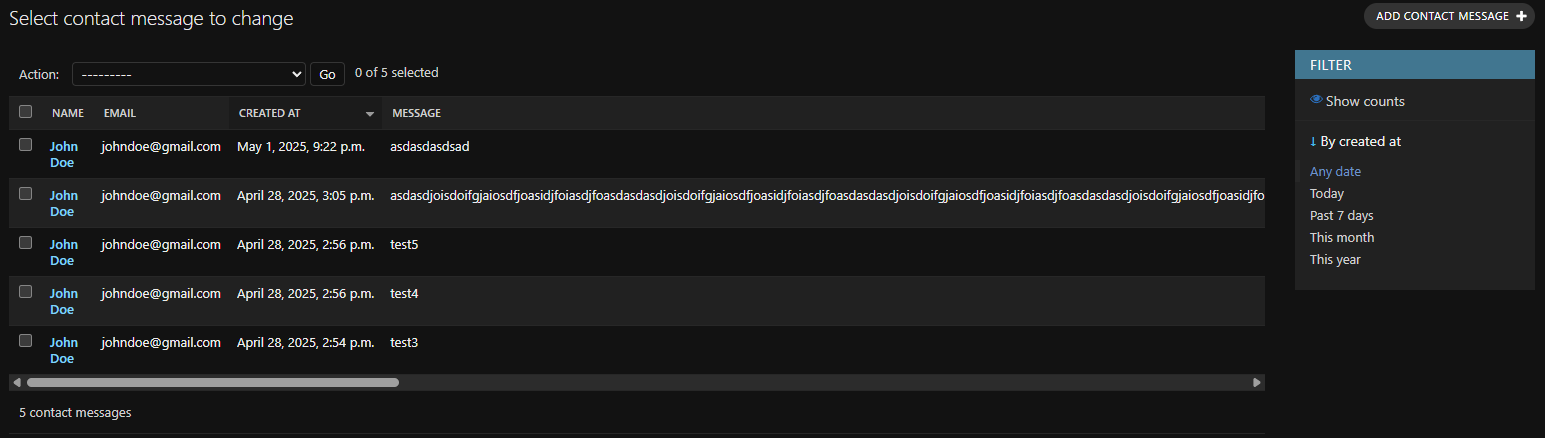 Select contact message to change
ADD CONTACT MESSAGE +
Action: --------- Go 0 of 5 selected
NAME EMAIL CREATED AT MESSAGE
John Doe johndoe@gmail.com May 1, 2025, 9:22 p.m. asdasdasdsad
John Doe johndoe@gmail.com April 28, 2025, 3:05 p.m. asdasdjoisdoifgjaiosdfjoasidjfoiasdjfoasdasdasdjoisdoifgjaiosdfjoasidjfoiasdjfoasdasdasdjoisdoifgjaiosdfjoasidjfoiasdjfoasdasdasdjoisdoifgjaiosdfjoasidjfo
John Doe johndoe@gmail.com April 28, 2025, 2:56 p.m. test5
John Doe johndoe@gmail.com April 28, 2025, 2:56 p.m. test4
John Doe johndoe@gmail.com April 28, 2025, 2:54 p.m. test3
5 contact messages
FILTER
Show counts
↓ By created at
Any date
Today
Past 7 days
This month
This year